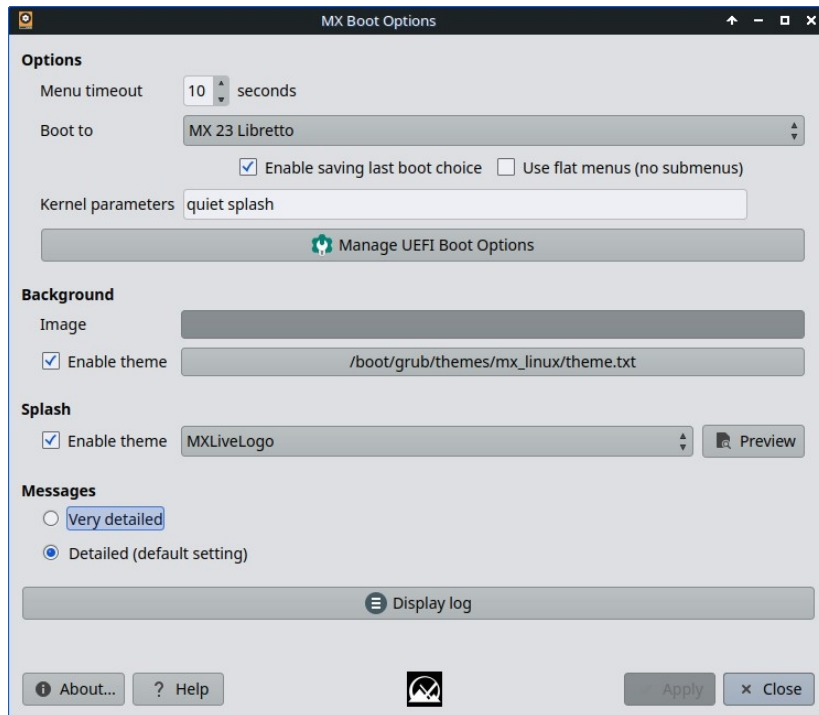 MX Boot Options
Options
Menu timeout 10 seconds
Boot to MX 23 Libretto
Enable saving last boot choice Use flat menus (no submenus)
Kernel parameters quiet splash
Manage UEFI Boot Options
Background
Image
Enable theme /boot/grub/themes/mx_linux/theme.txt
Splash
Enable theme MXLiveLogo Preview
Messages
Very detailed
Detailed (default setting)
Display log
About... ? Help Apply Close